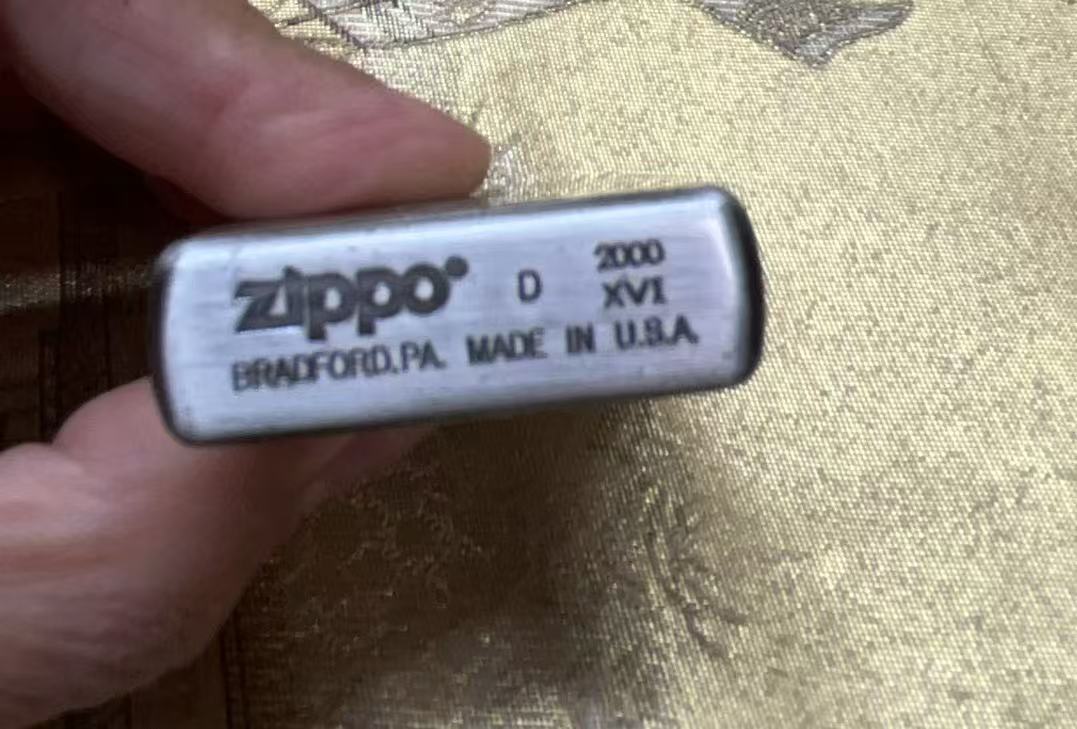 zippo® D 2000
XVI
BRADFORD,PA. MADE IN U.S.A.